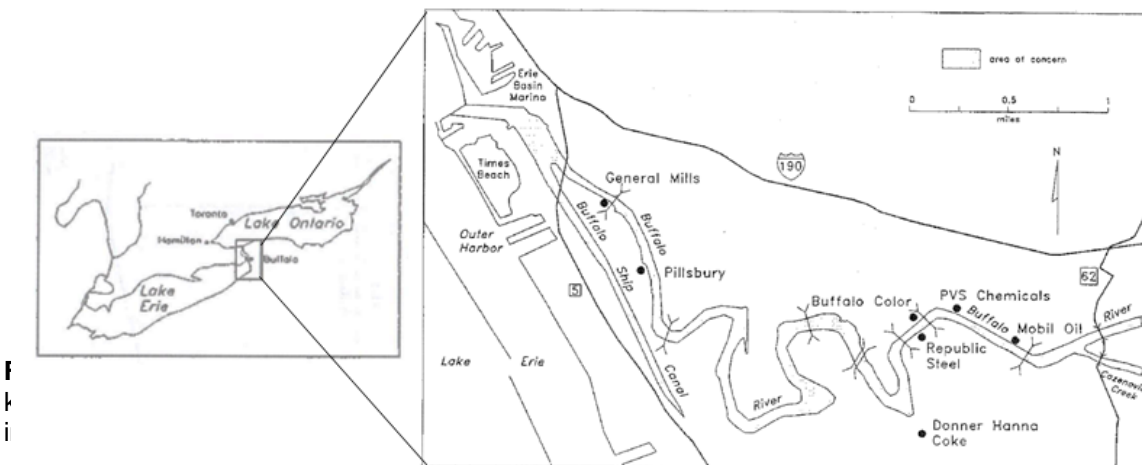 Toronto
Lake Ontario
Hamilton
Buffalo
Lake
Erie
Erie
Basin
Marina
area of concern
0 0.5 1
miles
N
190
Times
Beach
General Mills
Outer
Harbor
Buffalo
Ship
Canal
Buffalo
Pillsbury
5
62
Buffalo Color
PVS Chemicals
Buffalo
River
Mobil Oil
Republic
Steel
Lake Erie
River
Creek
Donner Hanna
Coke